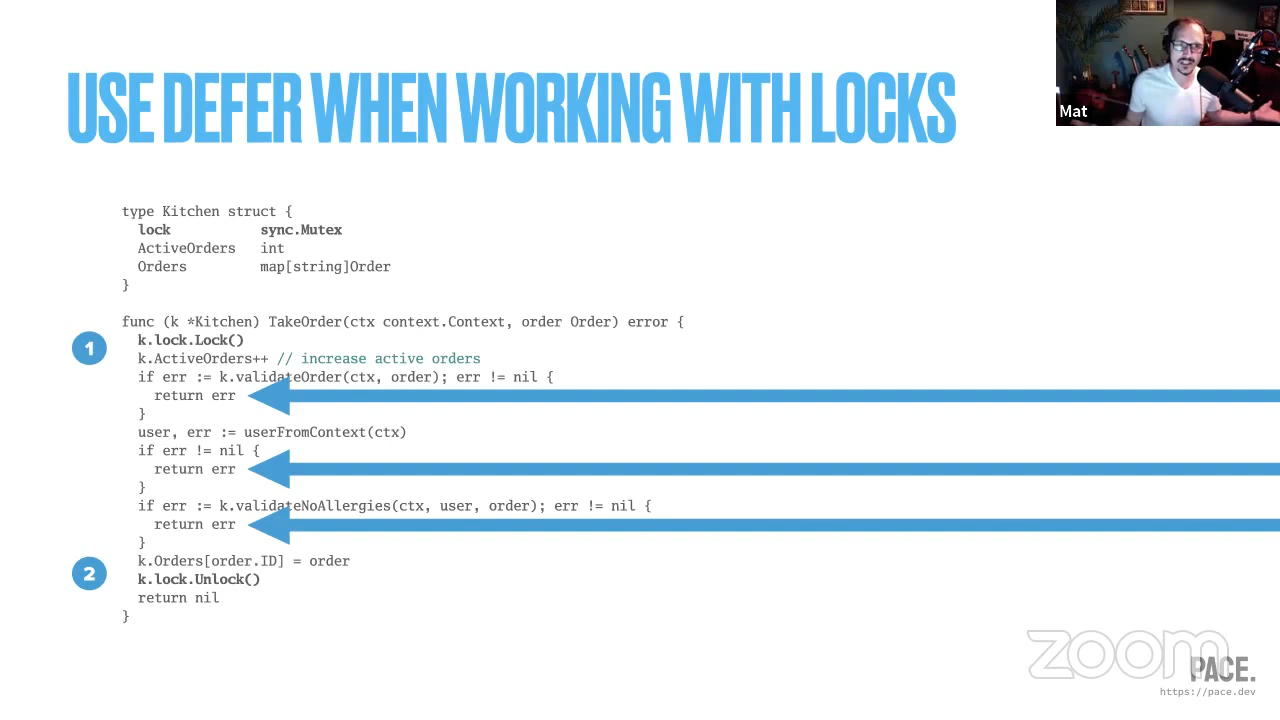 USE DEFER WHEN WORKING WITH LOCKS
Mat
type Kitchen struct {
  lock           sync.Mutex
  ActiveOrders   int
  Orders         map[string]Order
}
func (k *Kitchen) TakeOrder(ctx context.Context, order Order) error {
1
  k.lock.Lock()
  k.ActiveOrders++ // increase active orders
  if err := k.validateOrder(ctx, order); err != nil {
    return err
  }
  user, err := userFromContext(ctx)
  if err != nil {
    return err
  }
  if err := k.validateNoAllergies(ctx, user, order); err != nil {
    return err
  }
  k.Orders[order.ID] = order
2
  k.lock.Unlock()
  return nil
}
zoom
PACE.
https://pace.dev